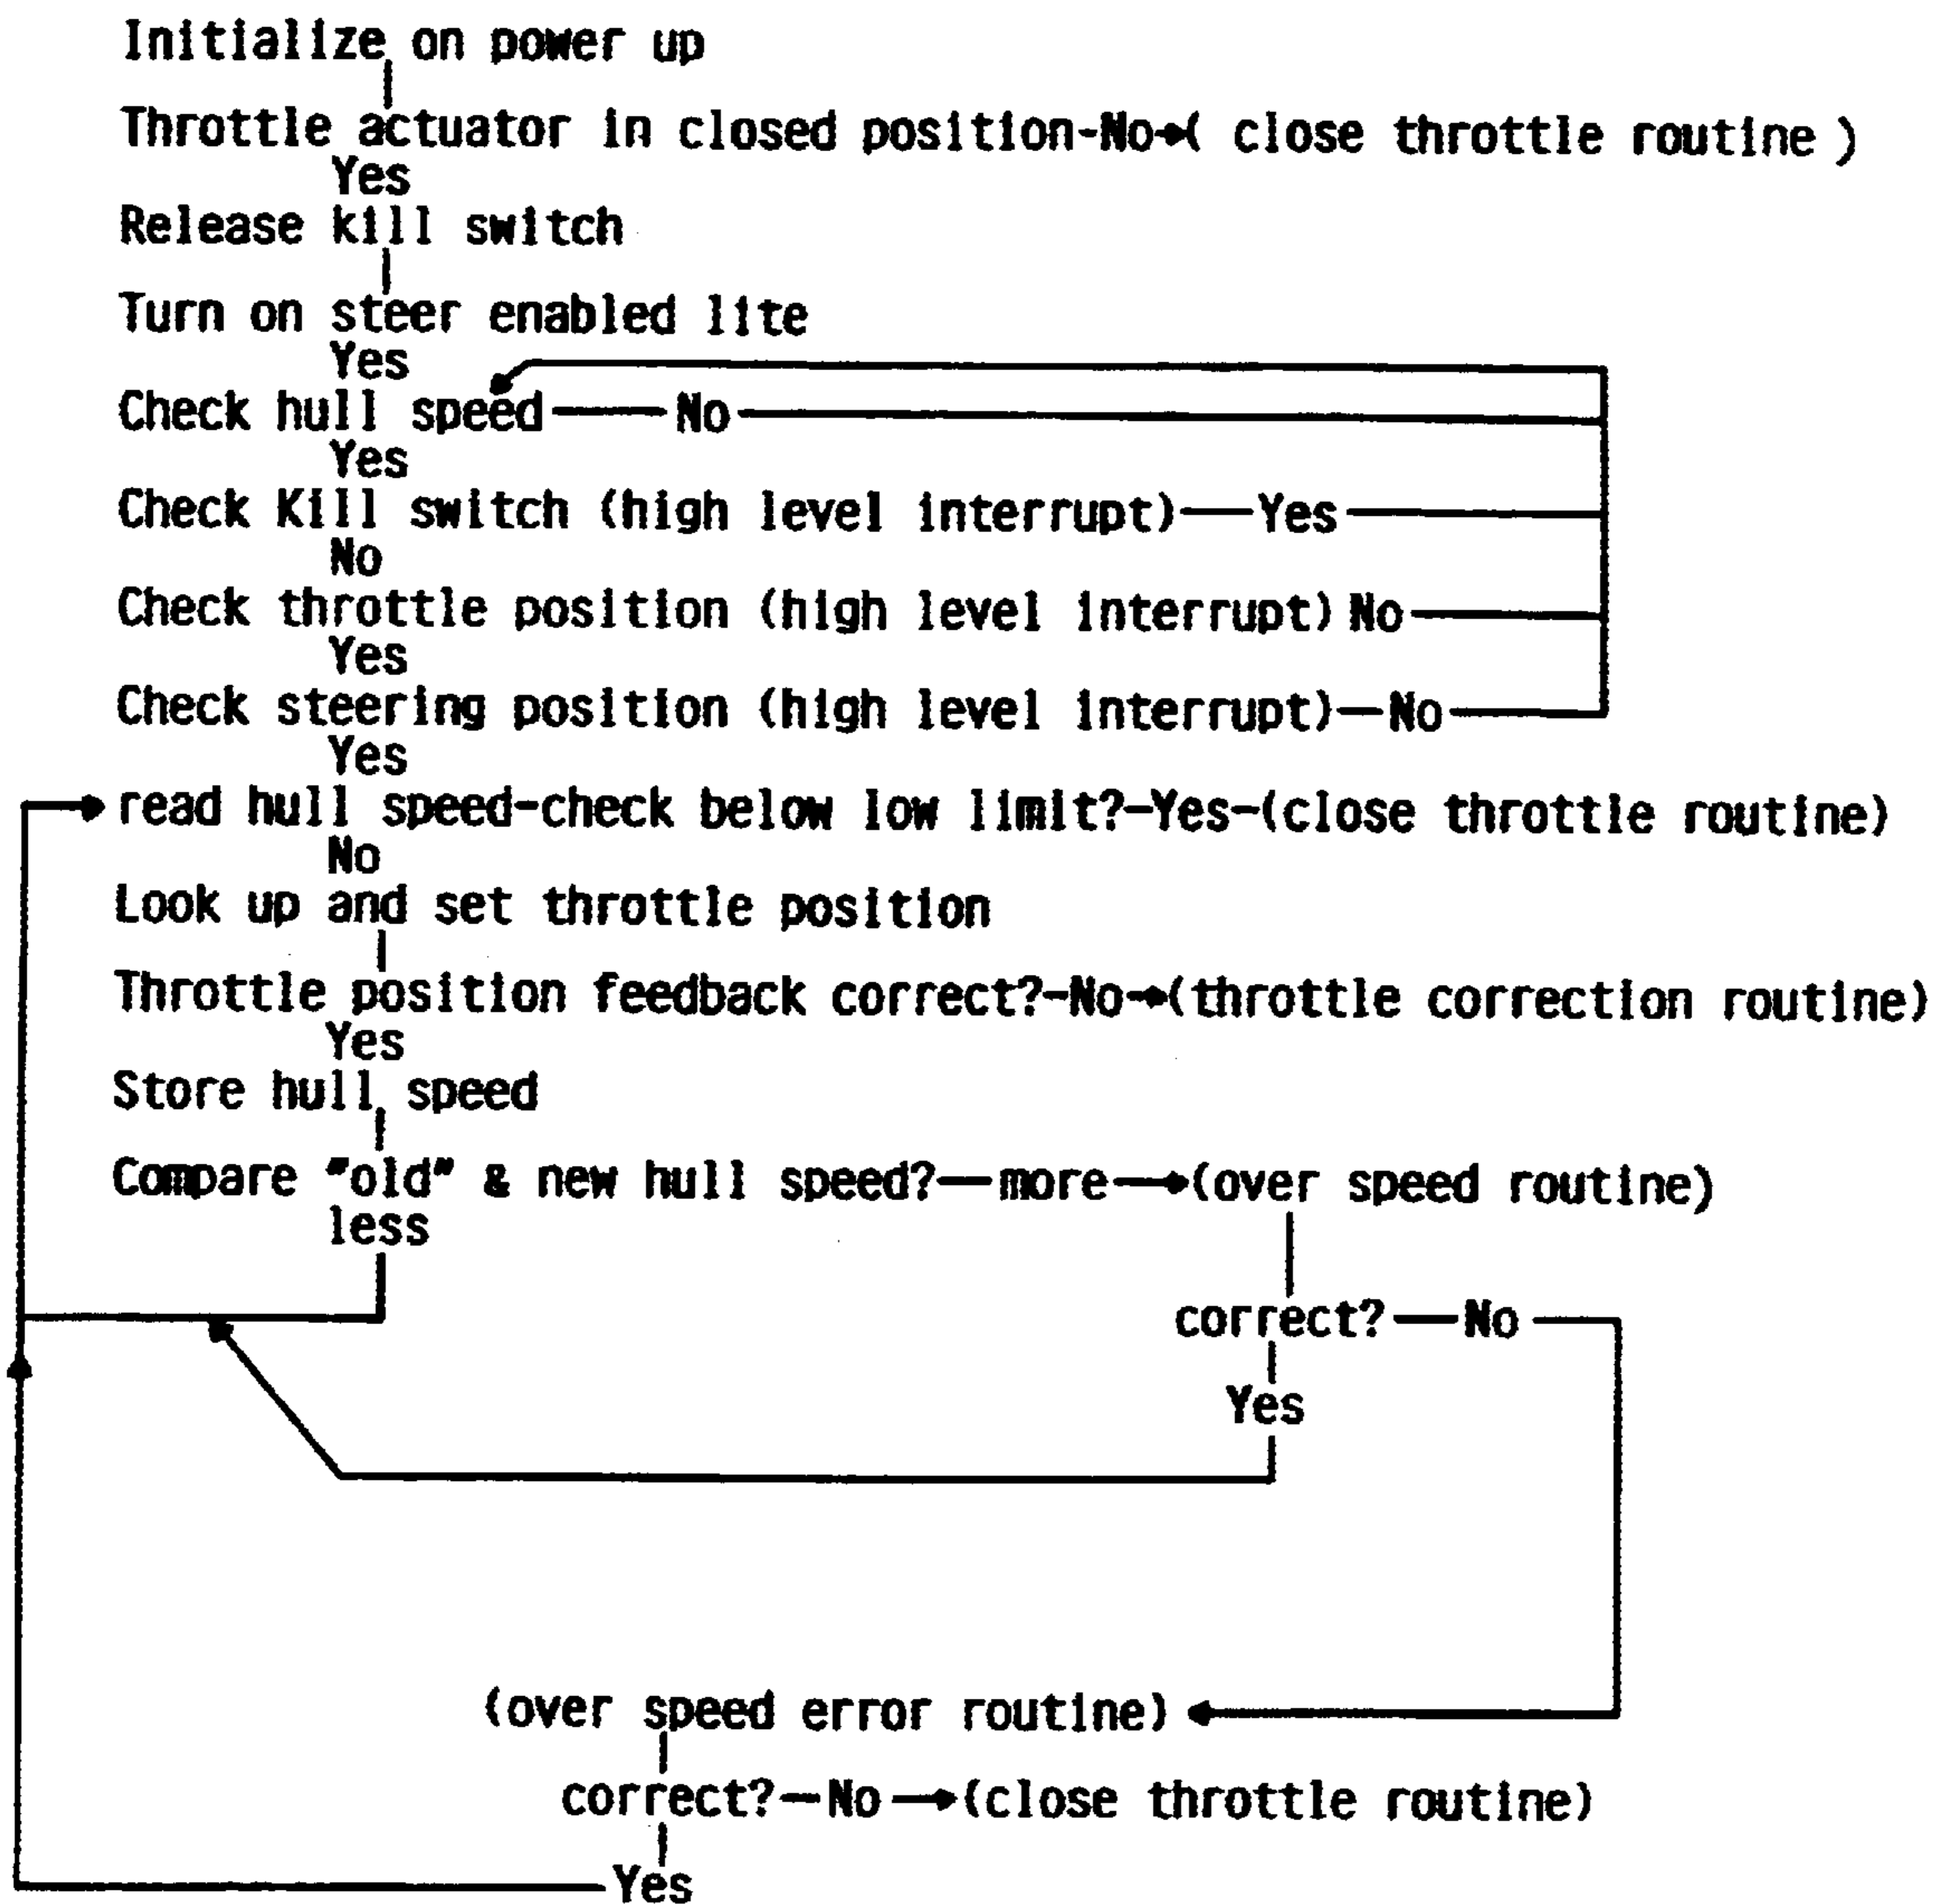 Initialize on power up
Throttle actuator in closed position-No→( close throttle routine )
Yes
Release kill switch
Turn on steer enabled lite
Yes
Check hull speed — No
Yes
Check Kill switch (high level interrupt) — Yes
No
Check throttle position (high level interrupt) No
Yes
Check steering position (high level interrupt) — No
Yes
read hull speed-check below low limit?-Yes-(close throttle routine)
No
Look up and set throttle position
Throttle position feedback correct?-No→(throttle correction routine)
Yes
Store hull speed
Compare "old" & new hull speed? — more →(over speed routine)
less
correct? — No
Yes
(over speed error routine)
correct? — No →(close throttle routine)
Yes